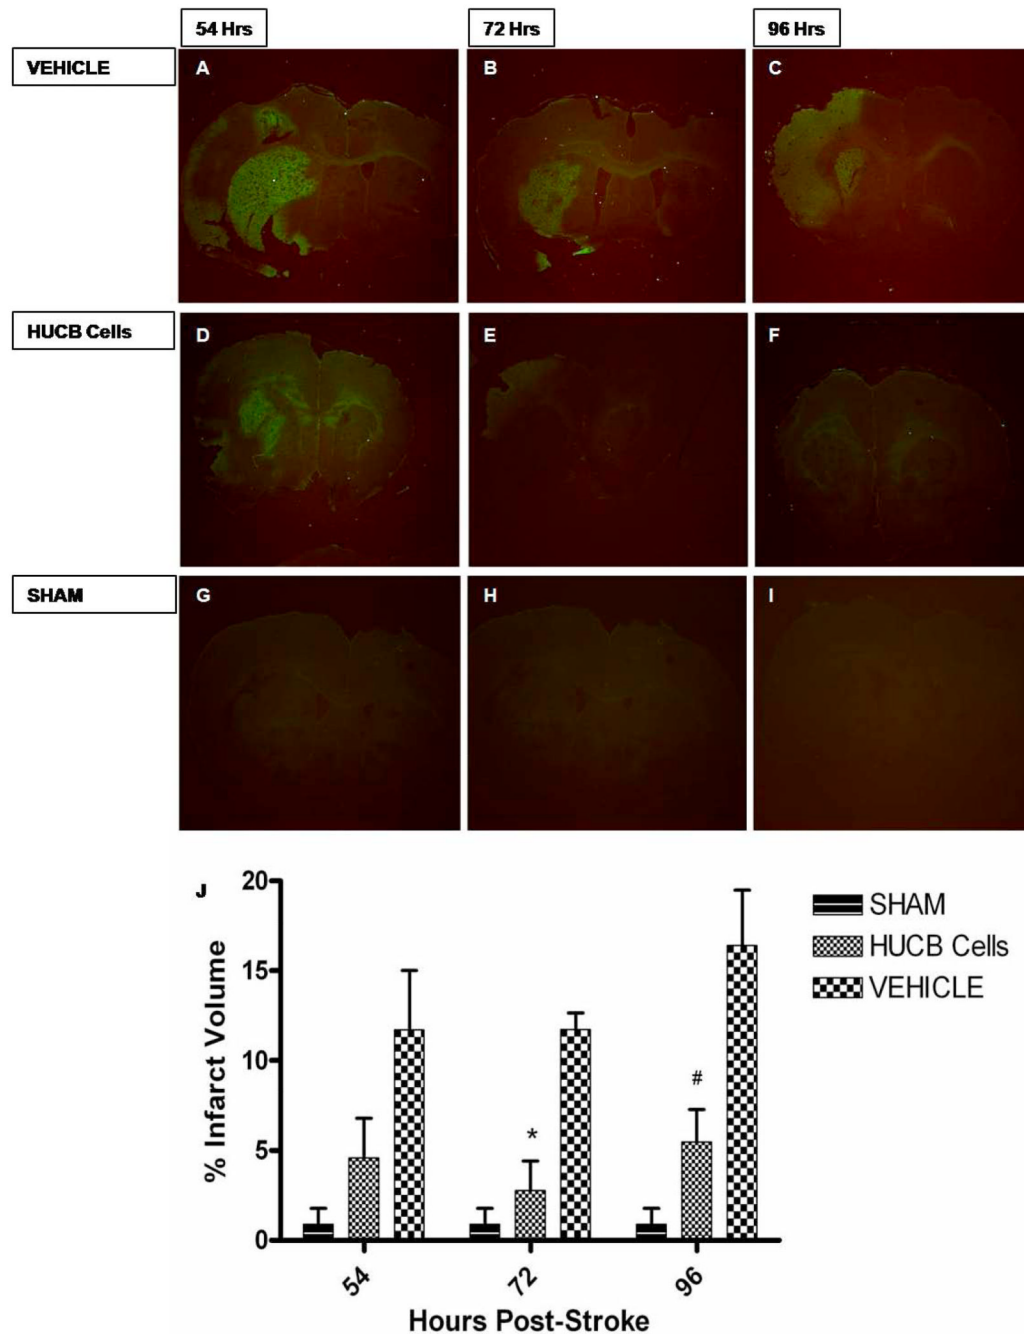 54 Hrs
72 Hrs
96 Hrs
VEHICLE
A
B
C
HUCB Cells
D
E
F
SHAM
G
H
I
J
20
15
10
5
0
% Infarct Volume
*
#
54
72
96
Hours Post-Stroke
SHAM
HUCB Cells
VEHICLE